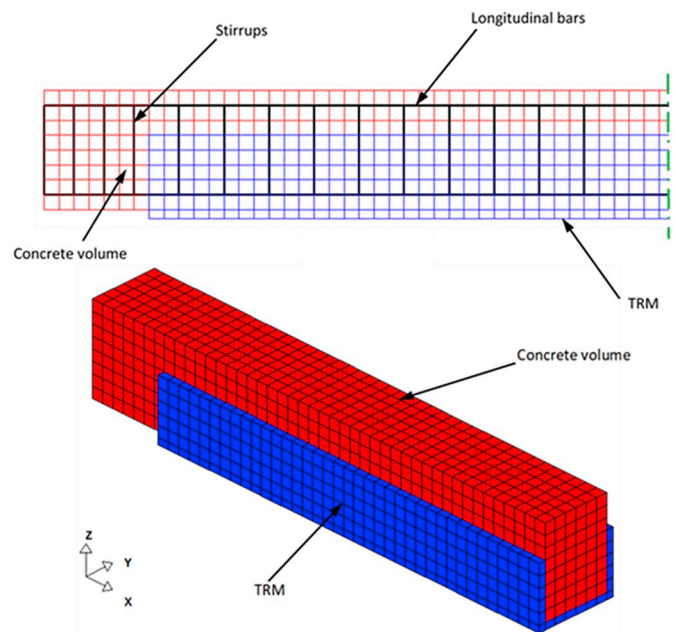 Longitudinal bars
Stirrups
Concrete volume
TRM
Concrete volume
Z
Y
X
TRM